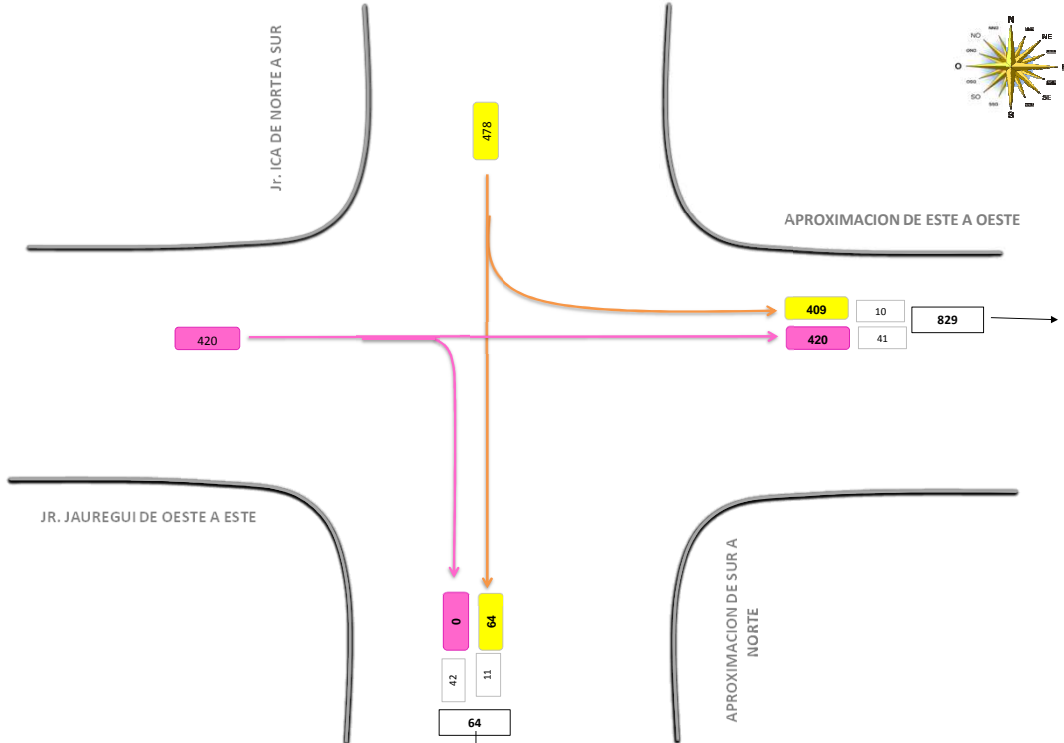 Jr. ICA DE NORTE A SUR
478
N
NO
NE
O
SO
SE
APROXIMACION DE ESTE A OESTE
409
10
829
420
420
41
JR. JAUREGUI DE OESTE A ESTE
APROXIMACION DE SUR A
NORTE
0
64
42
11
64